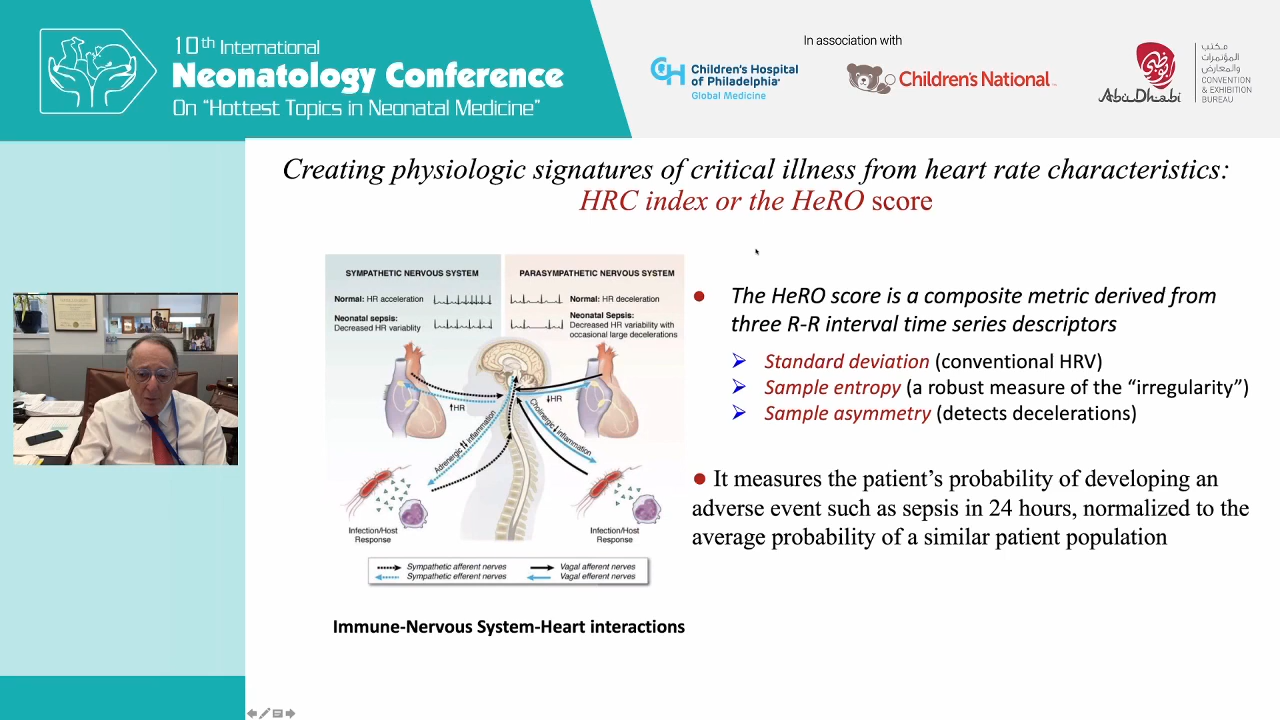 10th International
Neonatology Conference
On “Hottest Topics in Neonatal Medicine”
In association with
Children's Hospital
of Philadelphia
Global Medicine
Children's National
Abu Dhabi
مكتب
المؤتمرات
والمعارض
أبوظبي
CONVENTION
& EXHIBITION
BUREAU
Creating physiologic signatures of critical illness from heart rate characteristics:
HRC index or the HeRO score
SYMPATHETIC NERVOUS SYSTEM
Normal: HR acceleration
Neonatal sepsis:
Decreased HR variablity
PARASYMPATHETIC NERVOUS SYSTEM
Normal: HR deceleration
Neonatal Sepsis:
Decreased HR variability with
occasional large decelerations
↑HR
↓HR
Adrenergic ⇅ inflammation
Cholinergic ↓ inflammation
Infection/Host
Response
Infection/Host
Response
Sympathetic afferent nerves
Sympathetic efferent nerves
Vagal afferent nerves
Vagal efferent nerves
Immune-Nervous System-Heart interactions
● The HeRO score is a composite metric derived from
three R-R interval time series descriptors
➢ Standard deviation (conventional HRV)
➢ Sample entropy (a robust measure of the “irregularity”)
➢ Sample asymmetry (detects decelerations)
● It measures the patient’s probability of developing an
adverse event such as sepsis in 24 hours, normalized to the
average probability of a similar patient population